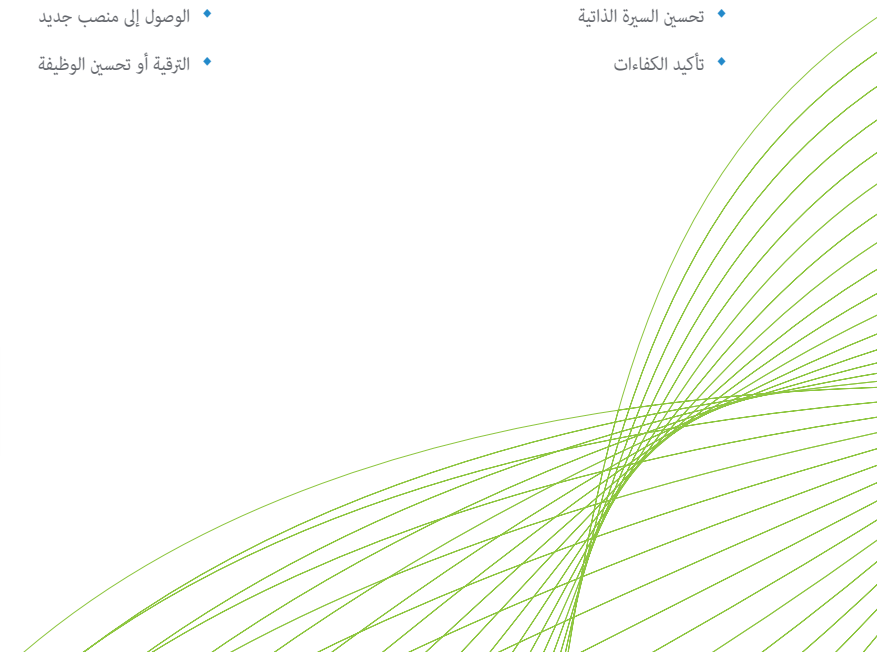 تحسين السيرة الذاتية
تأكيد الكفاءات
الوصول إلى منصب جديد
الترقية أو تحسين الوظيفة